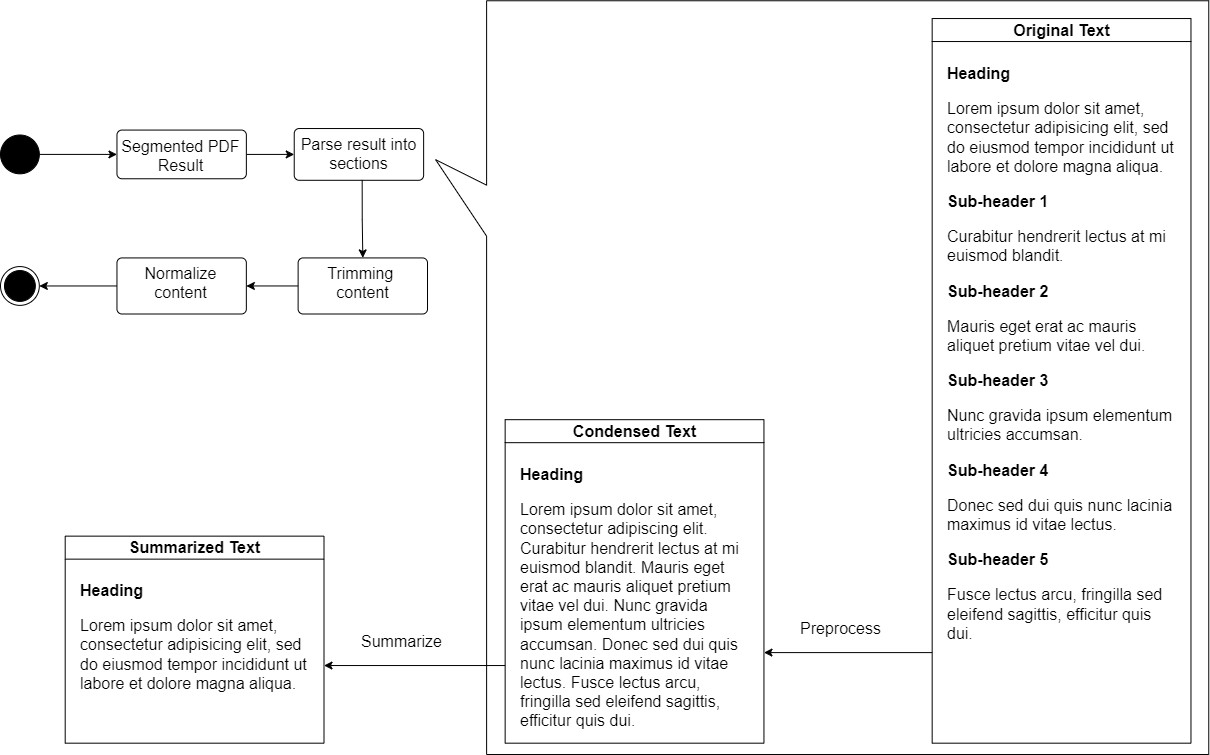 Segmented PDF
Result
Parse result into
sections
Trimming
content
Normalize
content
Original Text
Heading
Lorem ipsum dolor sit amet,
consectetur adipisicing elit, sed
do eiusmod tempor incididunt ut
labore et dolore magna aliqua.
Sub-header 1
Curabitur hendrerit lectus at mi
euismod blandit.
Sub-header 2
Mauris eget erat ac mauris
aliquet pretium vitae vel dui.
Sub-header 3
Nunc gravida ipsum elementum
ultricies accumsan.
Sub-header 4
Donec sed dui quis nunc lacinia
maximus id vitae lectus.
Sub-header 5
Fusce lectus arcu, fringilla sed
eleifend sagittis, efficitur quis
dui.
Preprocess
Condensed Text
Heading
Lorem ipsum dolor sit amet,
consectetur adipiscing elit.
Curabitur hendrerit lectus at mi
euismod blandit. Mauris eget
erat ac mauris aliquet pretium
vitae vel dui. Nunc gravida
ipsum elementum ultricies
accumsan. Donec sed dui quis
nunc lacinia maximus id vitae
lectus. Fusce lectus arcu,
fringilla sed eleifend sagittis,
efficitur quis dui.
Summarize
Summarized Text
Heading
Lorem ipsum dolor sit amet,
consectetur adipisicing elit, sed
do eiusmod tempor incididunt ut
labore et dolore magna aliqua.